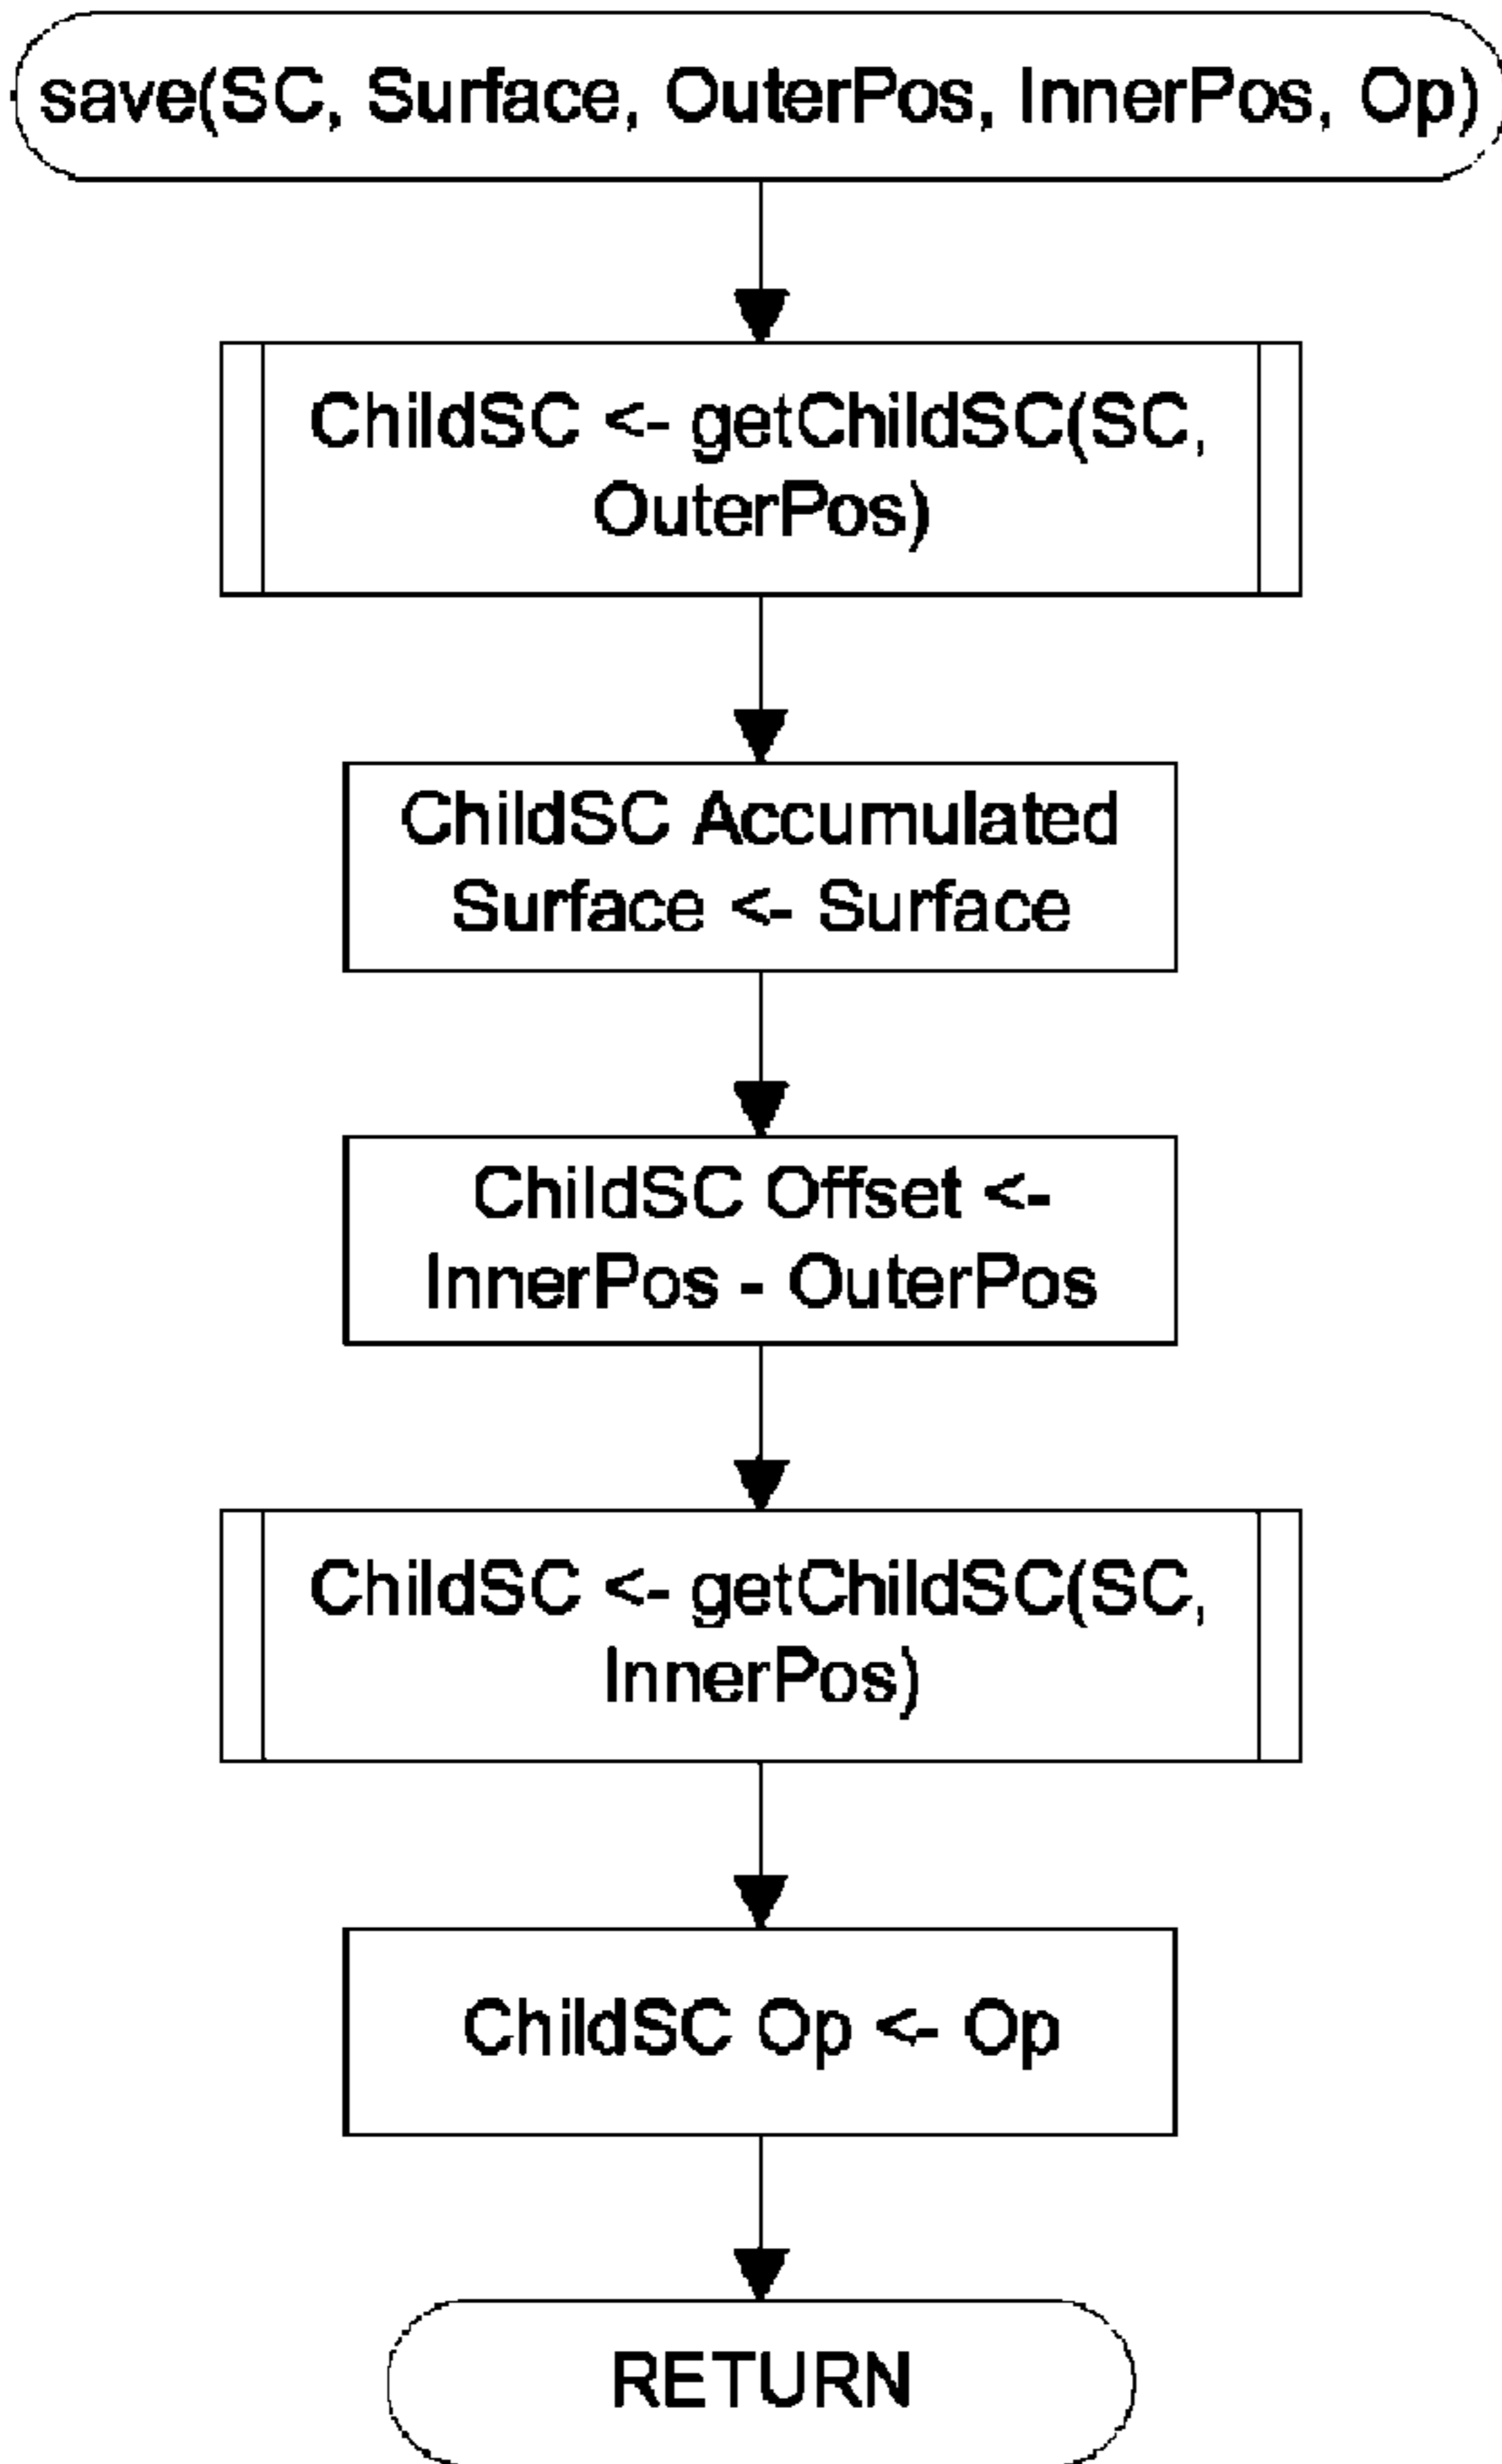 save(SC, Surface, OuterPos, InnerPos, Op)
ChildSC <- getChildSC(SC,
OuterPos)
ChildSC Accumulated
Surface <- Surface
ChildSC Offset <-
InnerPos - OuterPos
ChildSC <- getChildSC(SC,
InnerPos)
ChildSC Op <- Op
RETURN